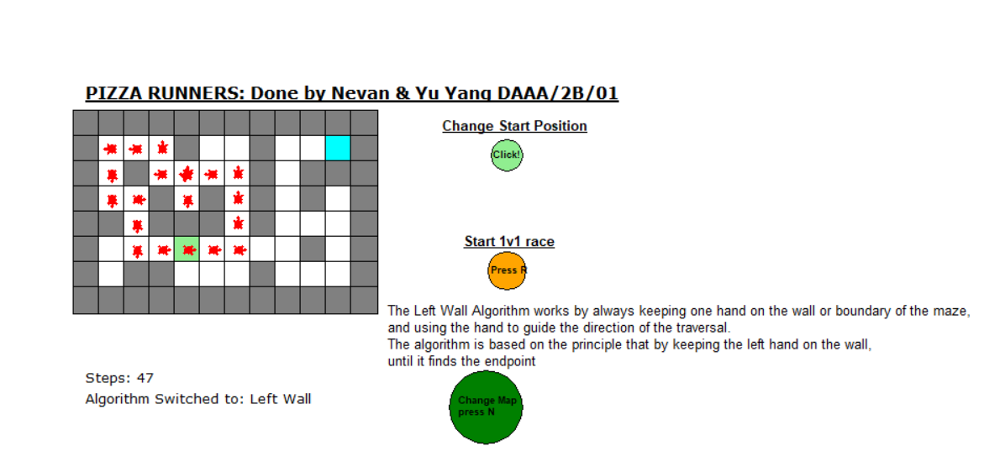 PIZZA RUNNERS: Done by Nevan & Yu Yang DAAA/2B/01
Change Start Position
Click!
Start 1v1 race
Press R
The Left Wall Algorithm works by always keeping one hand on the wall or boundary of the maze,
and using the hand to guide the direction of the traversal.
The algorithm is based on the principle that by keeping the left hand on the wall,
until it finds the endpoint
Steps: 47
Algorithm Switched to: Left Wall
Change Map
press N